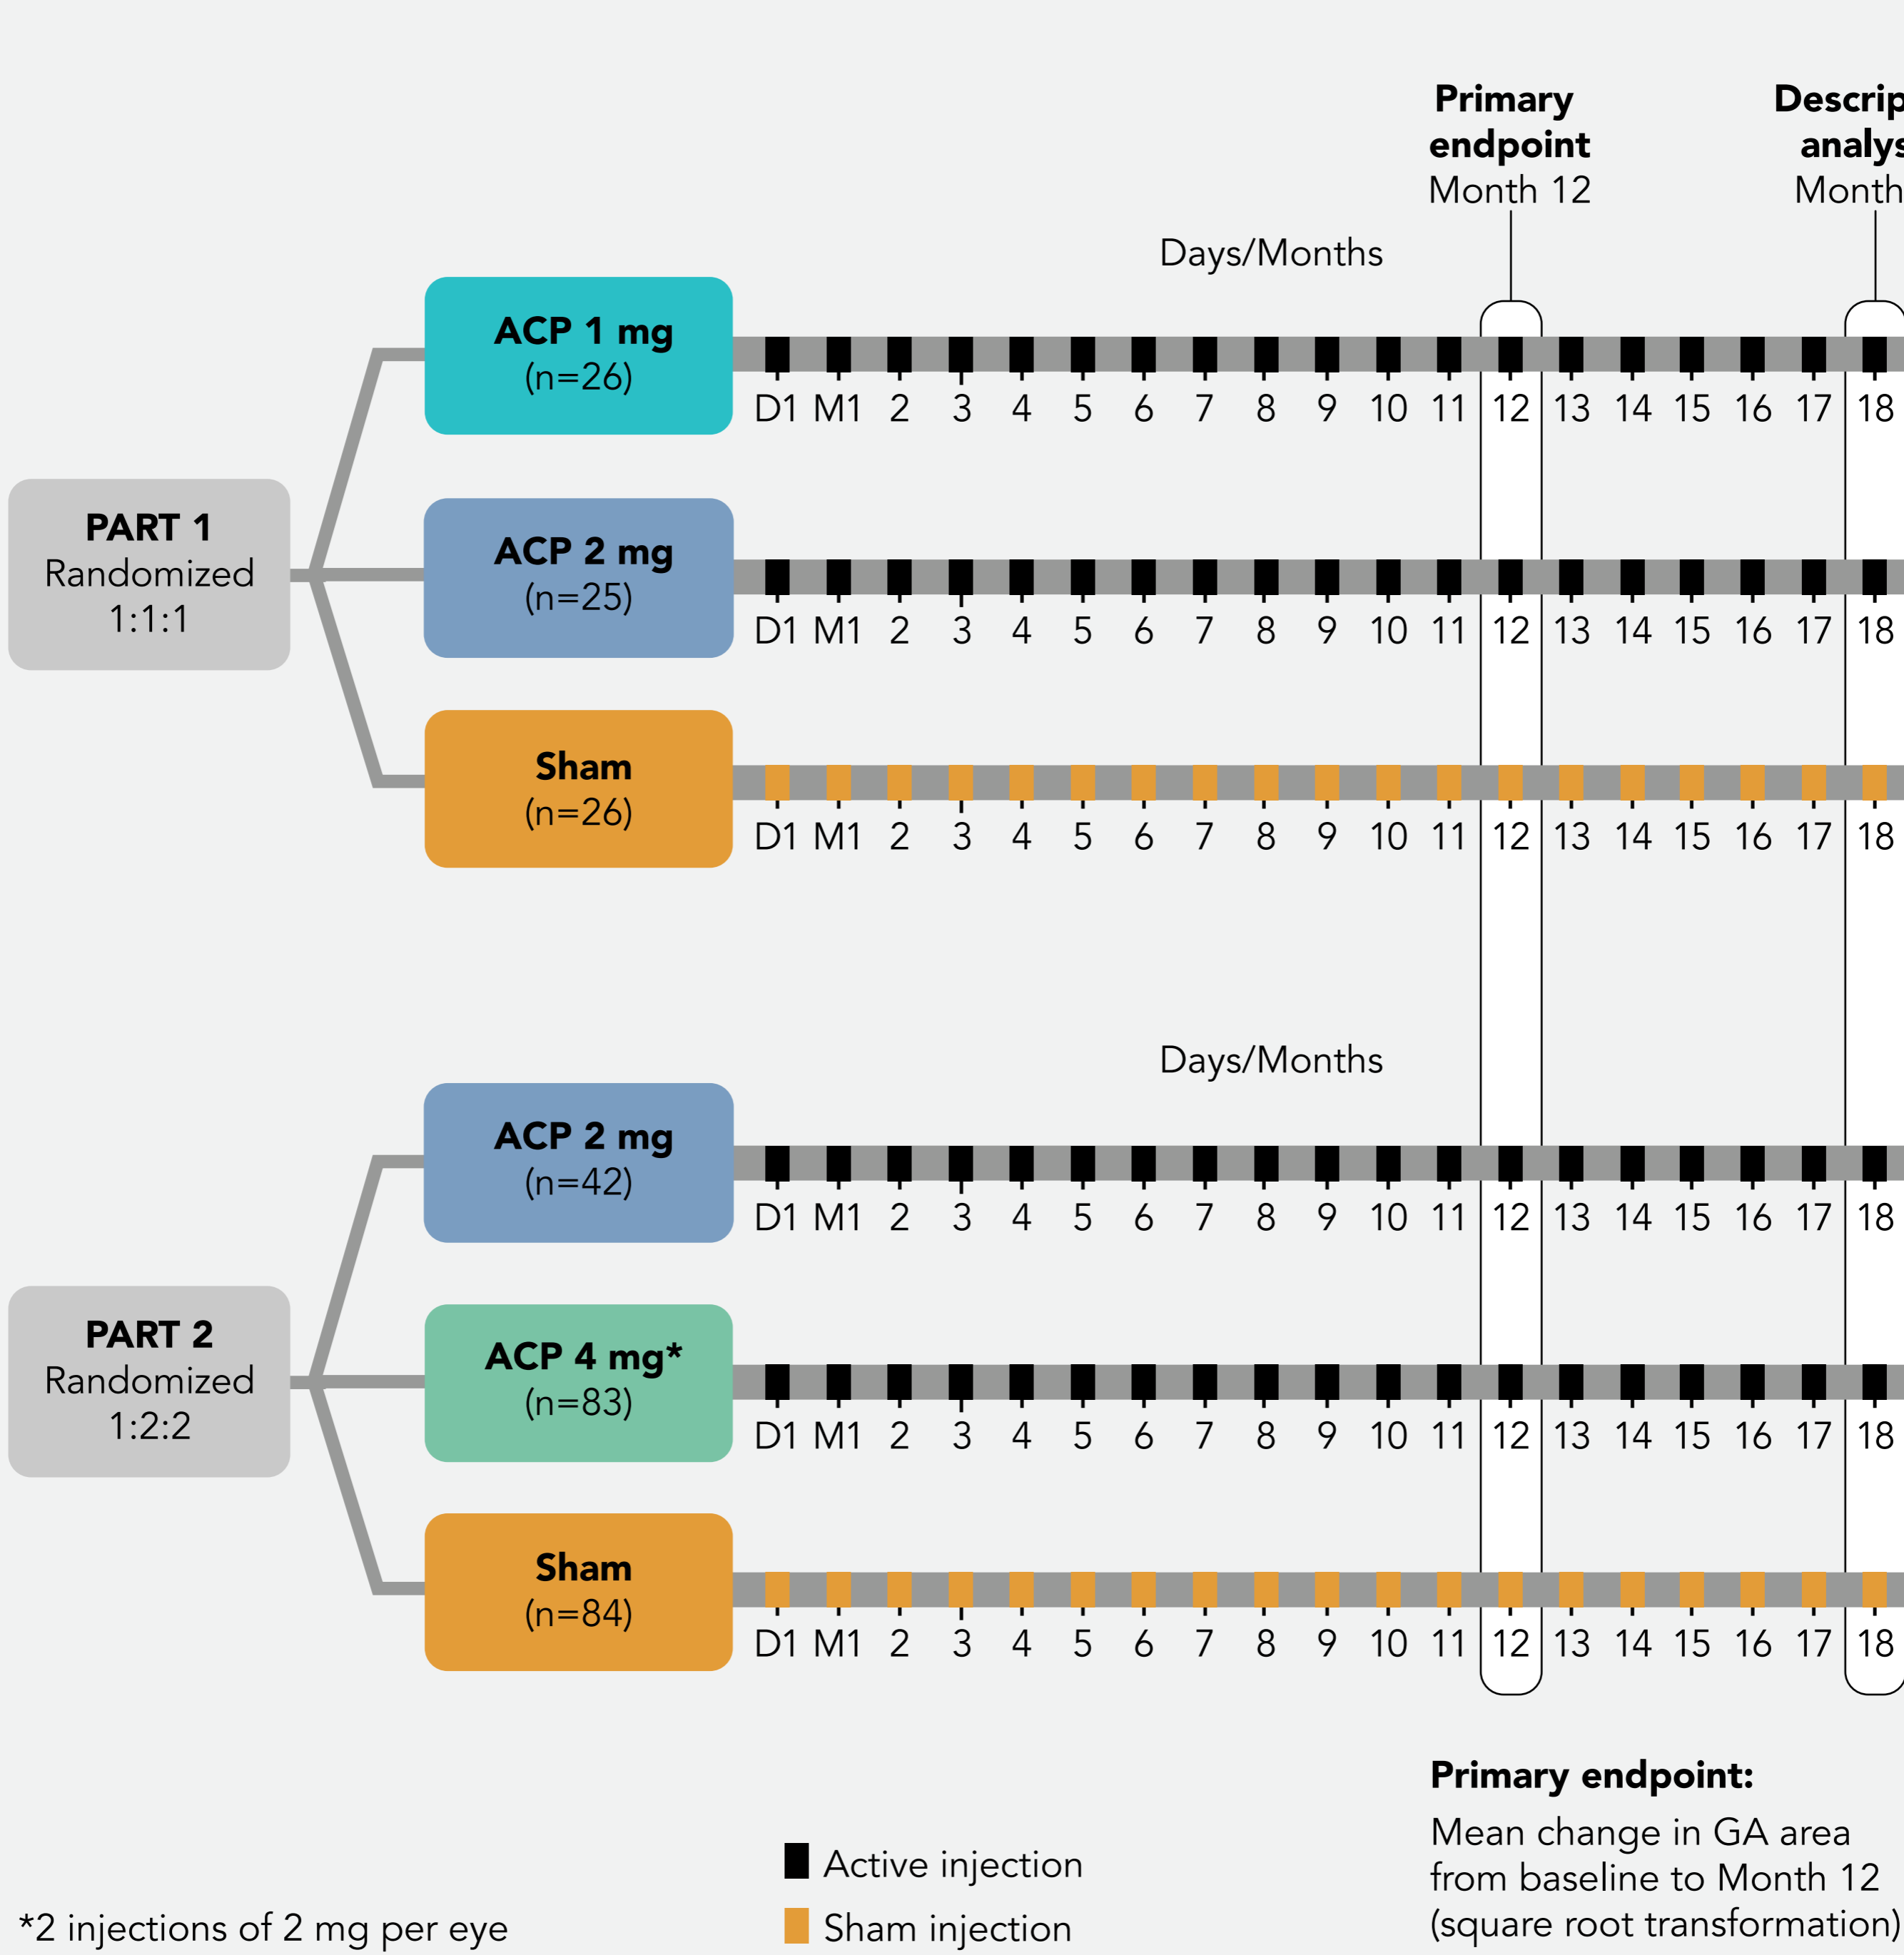 Primary
endpoint
Month 12
analys
Month
Days/Months
ACP 1 mg
(n=26)
D1 M1 2 3 4 5 6 7 8 9 10 11 12 13 14 15 16 17 18
PART 1
Randomized
1:1:1
ACP 2 mg
(n=25)
D1 M1 2 3 4 5 6 7 8 9 10 11 12 13 14 15 16 17 18
Sham
(n=26)
D1 M1 2 3 4 5 6 7 8 9 10 11 12 13 14 15 16 17 18
Days/Months
ACP 2 mg
(n=42)
D1 M1 2 3 4 5 6 7 8 9 10 11 12 13 14 15 16 17 18
PART 2
Randomized
1:2:2
ACP 4 mg*
(n=83)
D1 M1 2 3 4 5 6 7 8 9 10 11 12 13 14 15 16 17 18
Sham
(n=84)
D1 M1 2 3 4 5 6 7 8 9 10 11 12 13 14 15 16 17 18
Primary endpoint:
Mean change in GA area
from baseline to Month 12
(square root transformation)
Active injection
Sham injection
*2 injections of 2 mg per eye